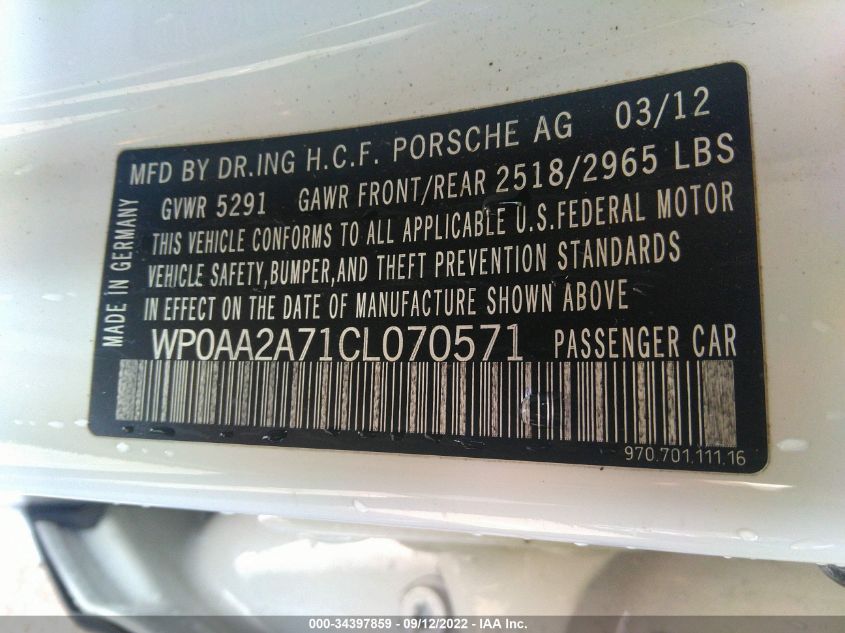 MFD BY DR.ING H.C.F. PORSCHE AG 03/12
GVWR 5291 GAWR FRONT/REAR 2518/2965 LBS
THIS VEHICLE CONFORMS TO ALL APPLICABLE U.S.FEDERAL MOTOR
VEHICLE SAFETY,BUMPER,AND THEFT PREVENTION STANDARDS
IN EFFECT ON THE DATE OF MANUFACTURE SHOWN ABOVE
MADE IN GERMANY
WP0AA2A71CL070571 PASSENGER CAR
970.701.111.16
000-34397859 - 09/12/2022 - IAA Inc.